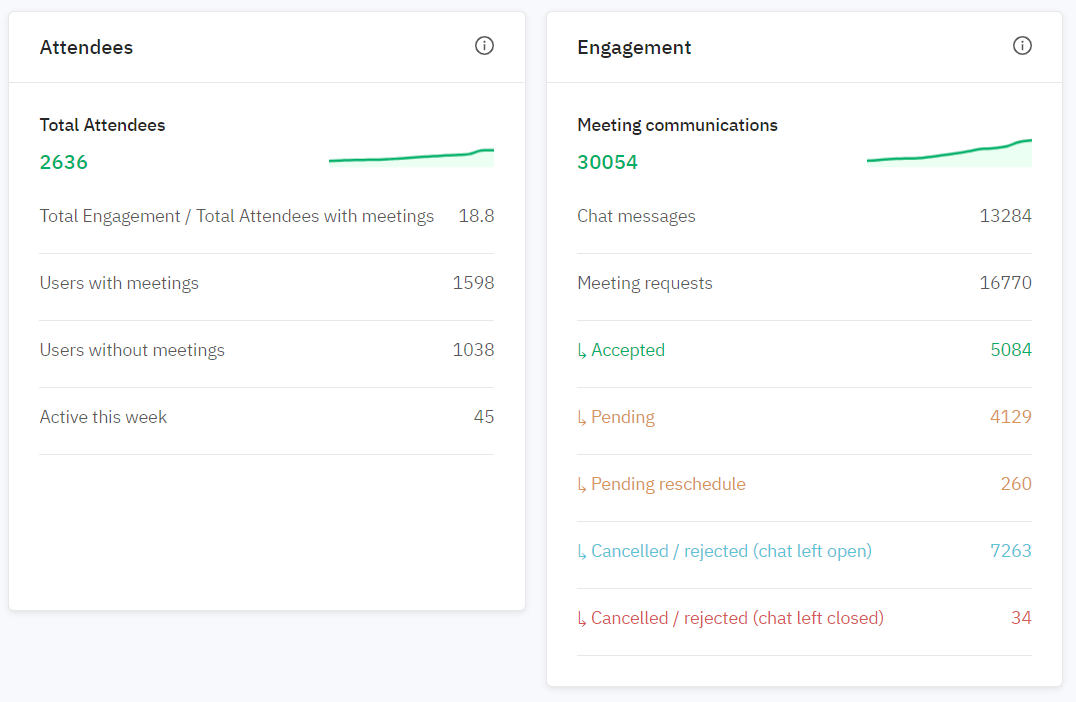 Attendees
Total Attendees
2636
Total Engagement / Total Attendees with meetings 18.8
Users with meetings 1598
Users without meetings 1038
Active this week 45
Engagement
Meeting communications
30054
Chat messages 13284
Meeting requests 16770
↳ Accepted 5084
↳ Pending 4129
↳ Pending reschedule 260
↳ Cancelled / rejected (chat left open) 7263
↳ Cancelled / rejected (chat left closed) 34